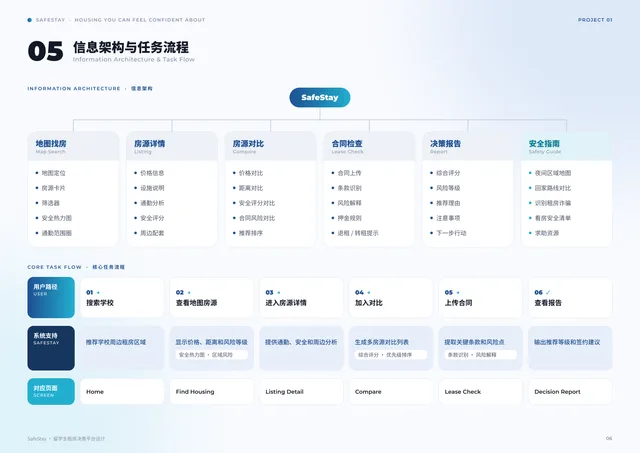 SAFESTAY · HOUSING YOU CAN FEEL CONFIDENT ABOUT
PROJECT 01
05 信息架构与任务流程
Information Architecture & Task Flow
INFORMATION ARCHITECTURE · 信息架构
SafeStay
地图找房
Map Search
地图定位
房源卡片
筛选器
安全热力图
通勤范围圈
房源详情
Listing
价格信息
设施说明
通勤分析
安全评分
周边配套
房源对比
Compare
价格对比
距离对比
安全评分对比
合同风险对比
推荐排序
合同检查
Lease Check
合同上传
条款识别
风险解释
押金规则
退租 / 转租提示
决策报告
Report
综合评分
风险等级
推荐理由
注意事项
下一步行动
安全指南
Safety Guide
夜间区域地图
回家路线对比
识别租房诈骗
看房安全清单
求助资源
CORE TASK FLOW · 核心任务流程
用户路径
USER
01 →
搜索学校
02 →
查看地图房源
03 →
进入房源详情
04 →
加入对比
05 →
上传合同
06 ✓
查看报告
系统支持
SAFESTAY
推荐学校周边租房区域
显示价格、距离和风险等级
安全热力图 · 区域风险
提供通勤、安全和周边分析
生成多房源对比列表
综合评分 · 优先级排序
提取关键条款和风险点
条款识别 · 风险解释
输出推荐等级和签约建议
对应页面
SCREEN
Home
Find Housing
Listing Detail
Compare
Lease Check
Decision Report
SafeStay · 留学生租房决策平台设计
06